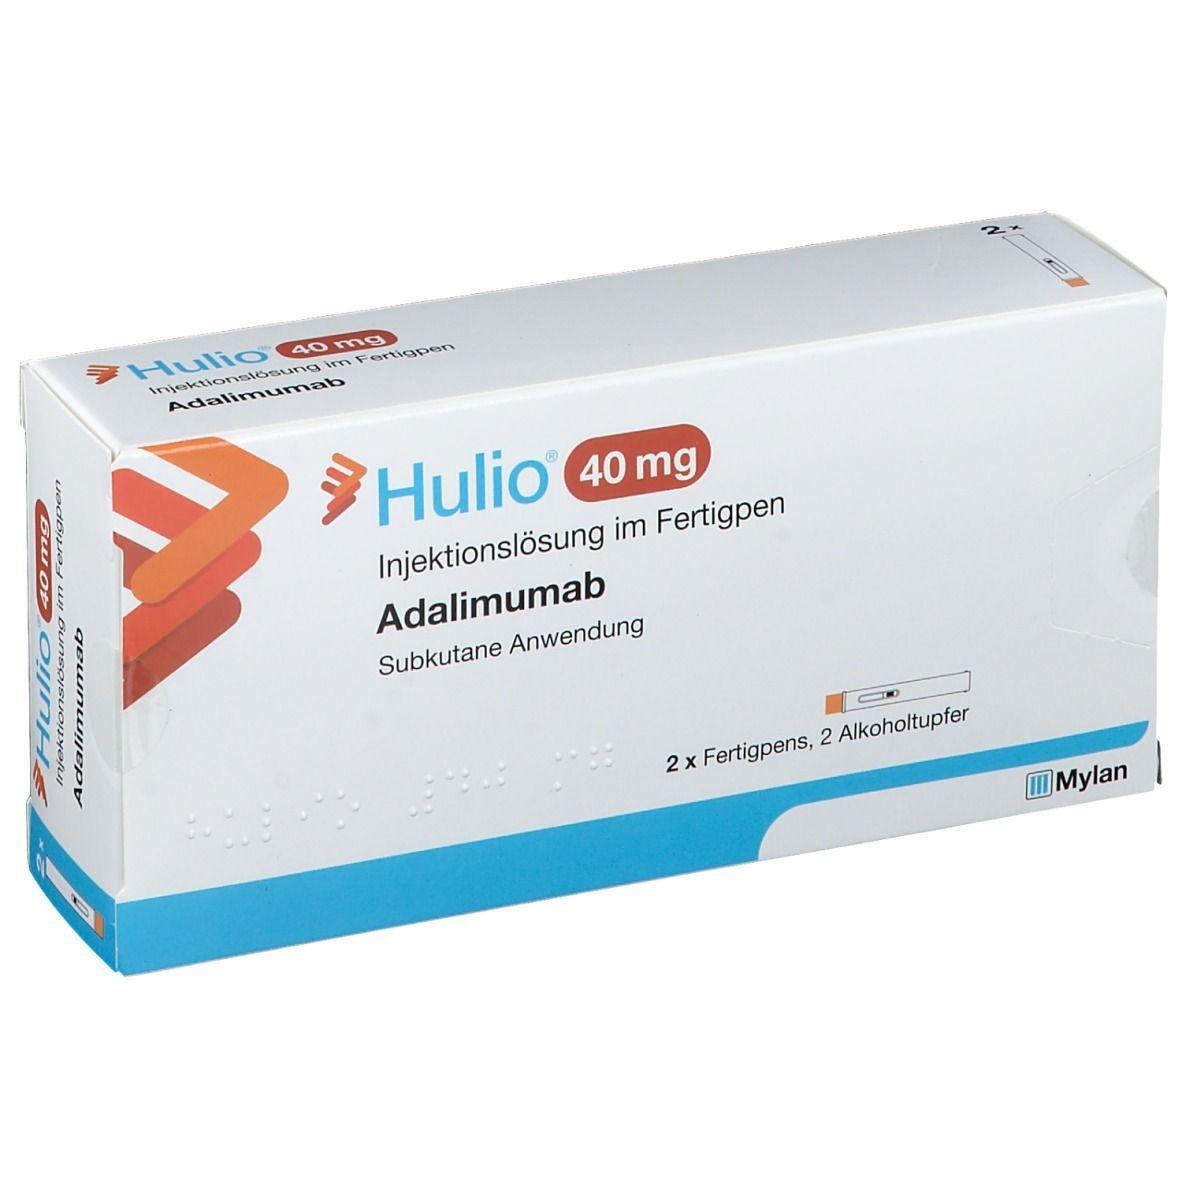 2 x
Hulio® 40 mg
Injektionslösung im Fertigpen
Adalimumab
Hulio® 40 mg
Injektionslösung im Fertigpen
Adalimumab
Subkutane Anwendung
2 x Fertigpens, 2 Alkoholtupfer
Mylan
Hulio® 40 mg
Injektionslösung im Fertigpen
Adalimumab
2 x